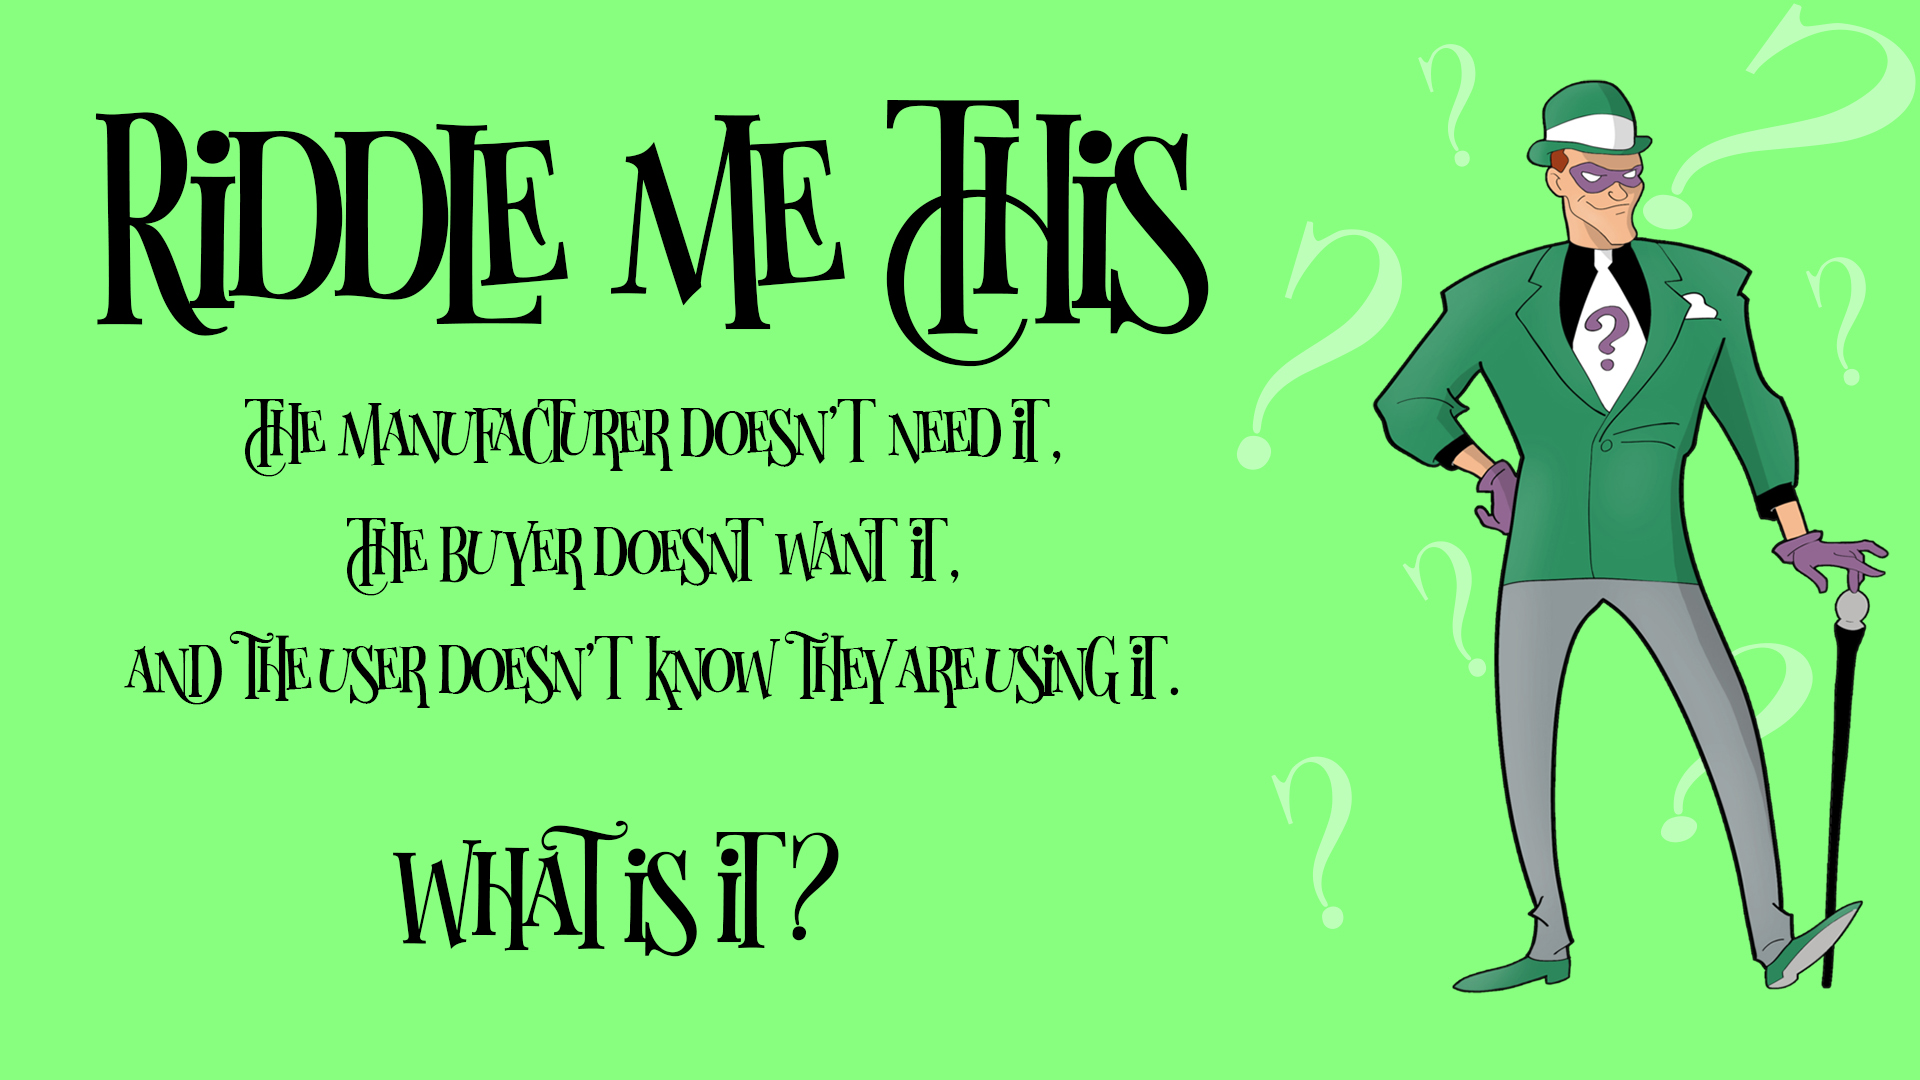 Riddle Me This
The manufacturer doesn't need it,
The buyer doesnt want it,
and the user doesn't know they are using it.
What is it?